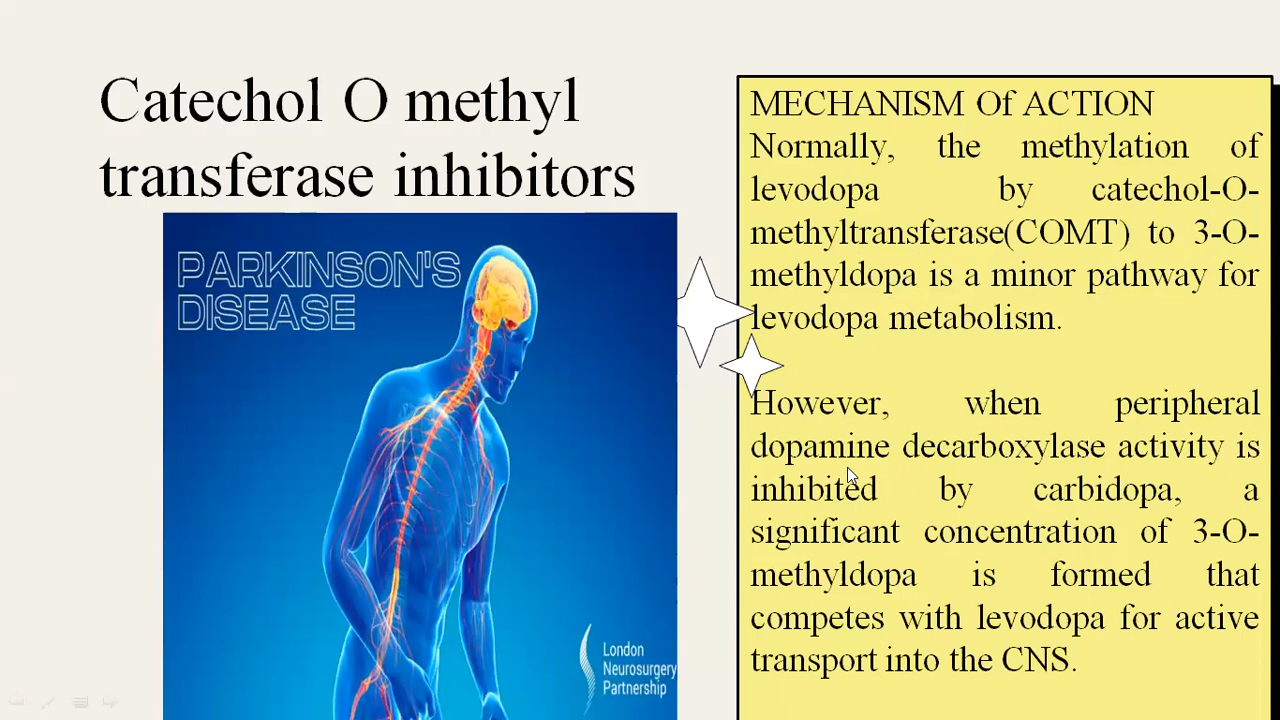 Catechol O methyl
transferase inhibitors
PARKINSON'S
DISEASE
London
Neurosurgery
Partnership
MECHANISM Of ACTION
Normally, the methylation of
levodopa by catechol-O-
methyltransferase(COMT) to 3-O-
methyldopa is a minor pathway for
levodopa metabolism.
However, when peripheral
dopamine decarboxylase activity is
inhibited by carbidopa, a
significant concentration of 3-O-
methyldopa is formed that
competes with levodopa for active
transport into the CNS.